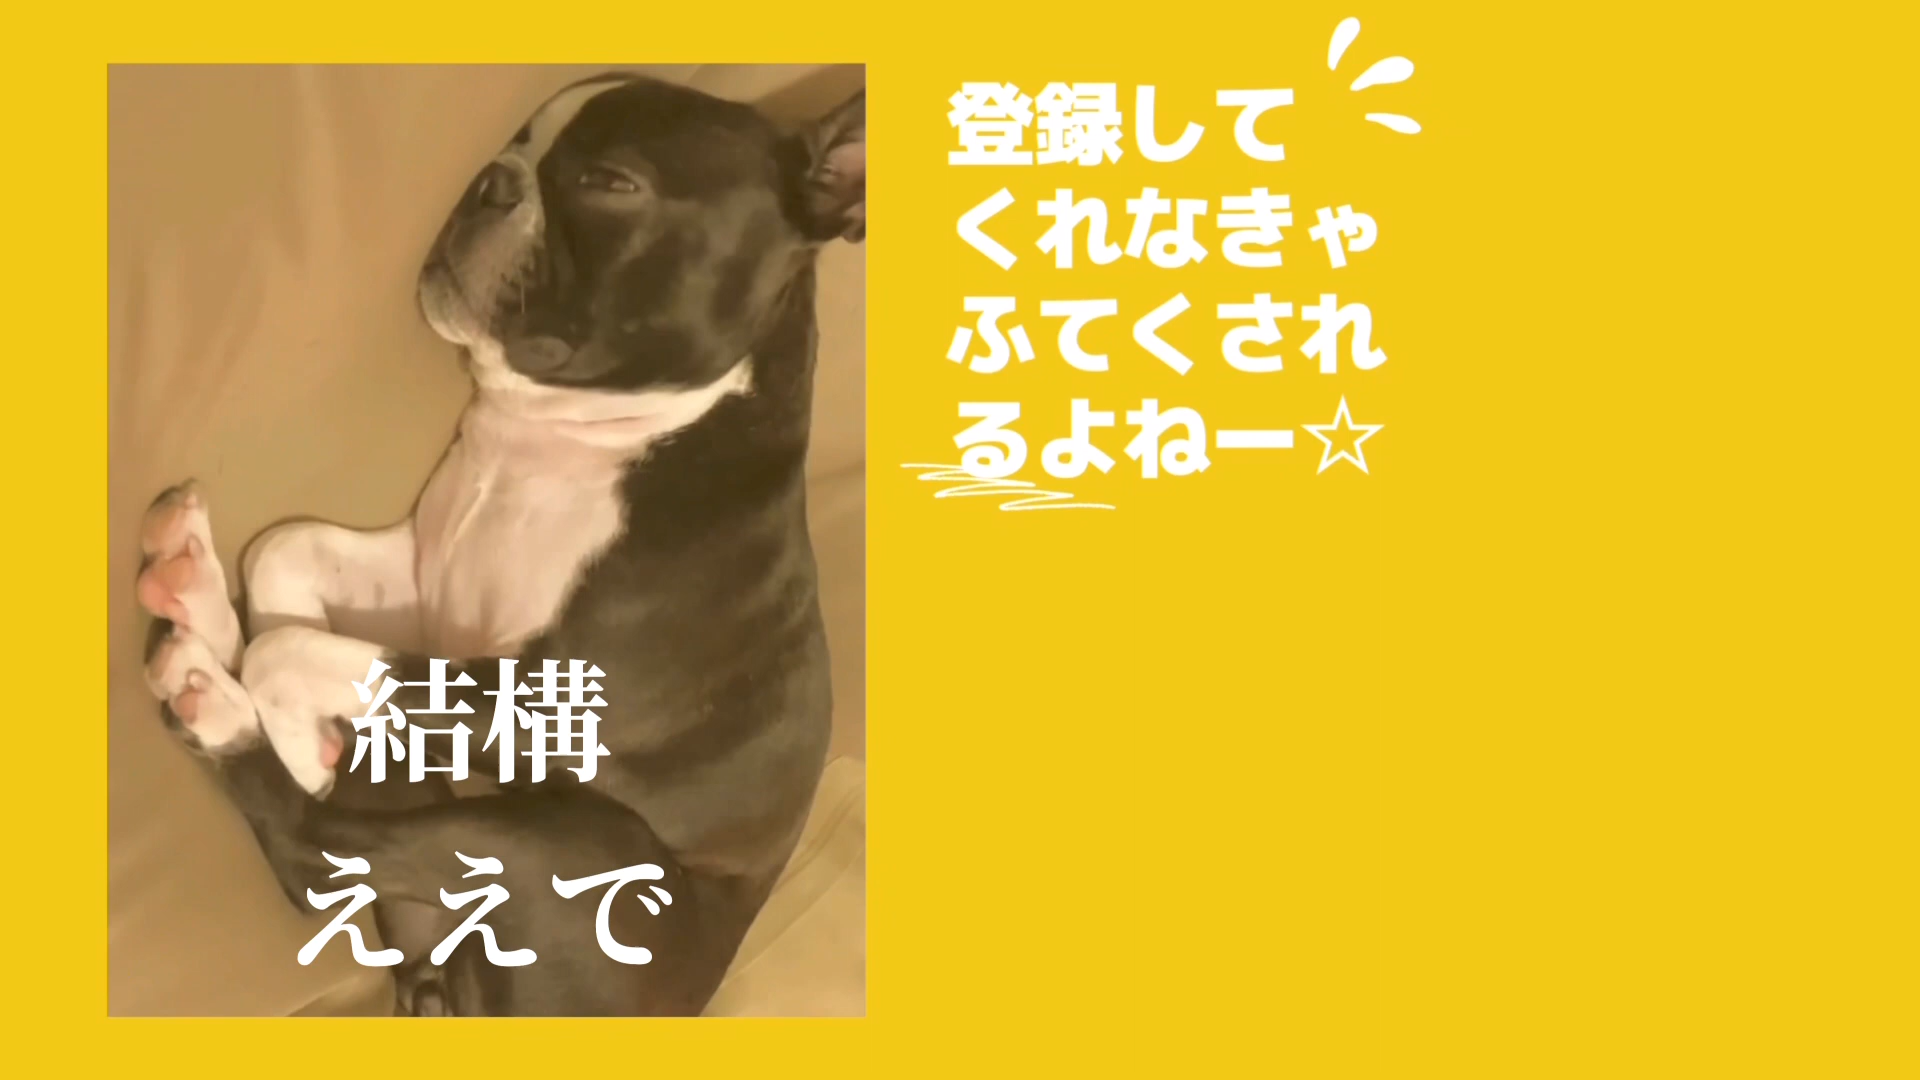 登録して
くれなきゃ
ふてくされ
るよねー☆
結構
ええで